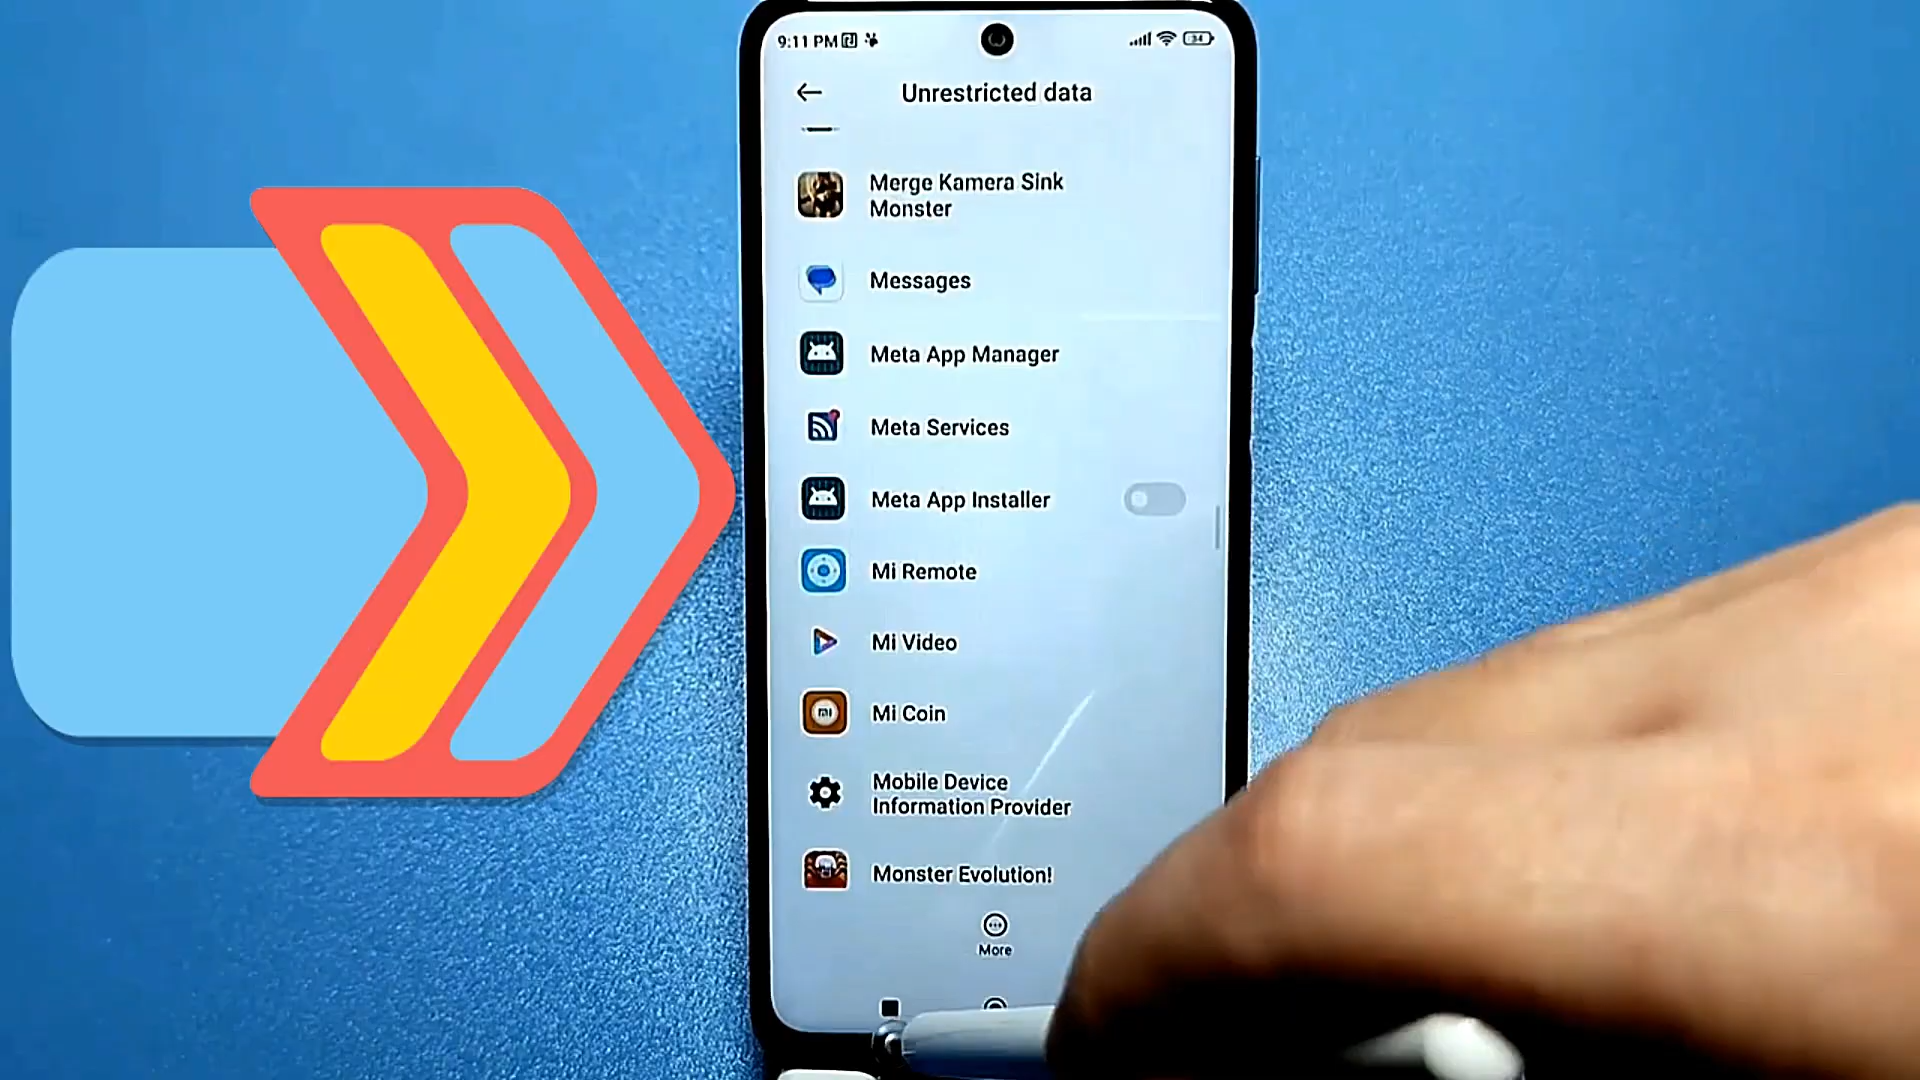 9:11 PM
34
Unrestricted data
Merge Kamera Sink
Monster
Messages
Meta App Manager
Meta Services
Meta App Installer
Mi Remote
Mi Video
Mi Coin
Mobile Device
Information Provider
Monster Evolution!
More